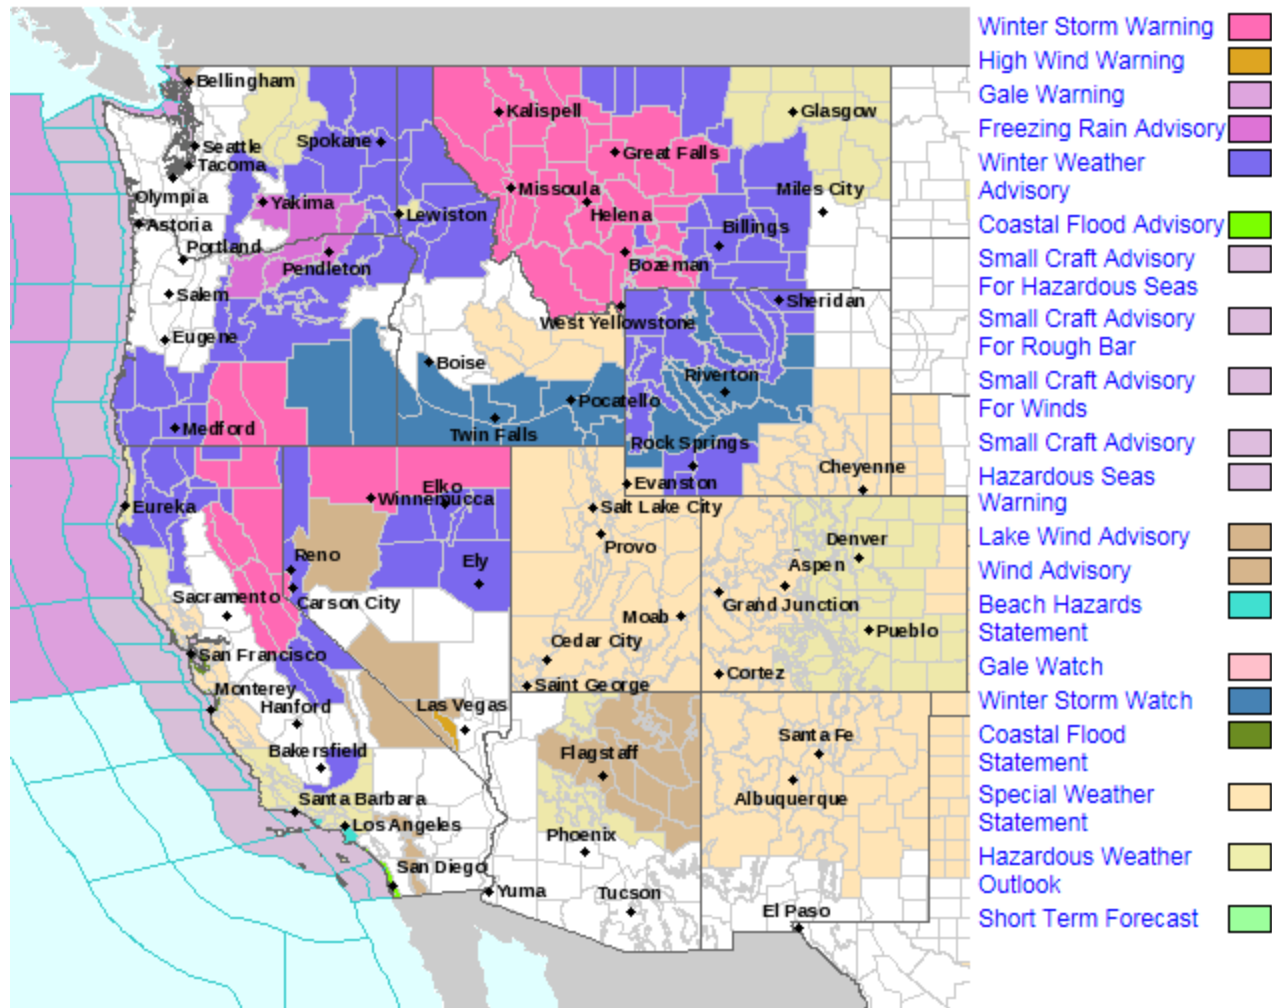 Bellingham
Seattle
Tacoma
Olympia
Astoria
Portland
Salem
Eugene
Medford
Spokane
Yakima
Lewiston
Pendleton
Kalispell
Great Falls
Missoula
Helena
Bozeman
Billings
Glasgow
Miles City
West Yellowstone
Sheridan
Boise
Pocatello
Twin Falls
Riverton
Rock Springs
Evanston
Cheyenne
Eureka
Elko
Winnemucca
Reno
Ely
Sacramento
Carson City
San Francisco
Monterey
Hanford
Las Vegas
Bakersfield
Santa Barbara
Los Angeles
San Diego
Salt Lake City
Provo
Moab
Cedar City
Saint George
Denver
Aspen
Grand Junction
Pueblo
Cortez
Flagstaff
Phoenix
Yuma
Tucson
Santa Fe
Albuquerque
El Paso
Winter Storm Warning
High Wind Warning
Gale Warning
Freezing Rain Advisory
Winter Weather
Advisory
Coastal Flood Advisory
Small Craft Advisory
For Hazardous Seas
Small Craft Advisory
For Rough Bar
Small Craft Advisory
For Winds
Small Craft Advisory
Hazardous Seas
Warning
Lake Wind Advisory
Wind Advisory
Beach Hazards
Statement
Gale Watch
Winter Storm Watch
Coastal Flood
Statement
Special Weather
Statement
Hazardous Weather
Outlook
Short Term Forecast